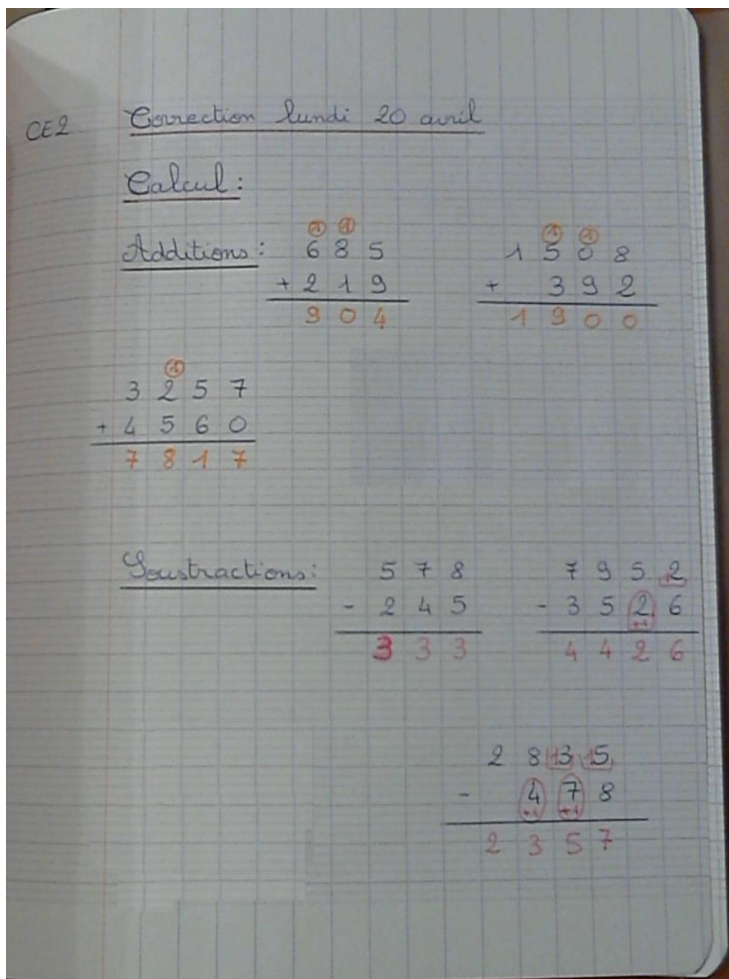 CE2 Correction lundi 20 avril
Calcul :
Additions :
① ①
6 8 5
+ 2 1 9
9 0 4
① ①
1 5 0 8
+ 3 9 2
1 9 0 0
①
3 2 5 7
+ 4 5 6 0
7 8 1 7
Soustractions :
5 7 8
- 2 4 5
3 3 3
7 9 5 12
- 3 5 2 6
+1
4 4 2 6
2 8 13 15
- 4 7 8
+1 +1
2 3 5 7